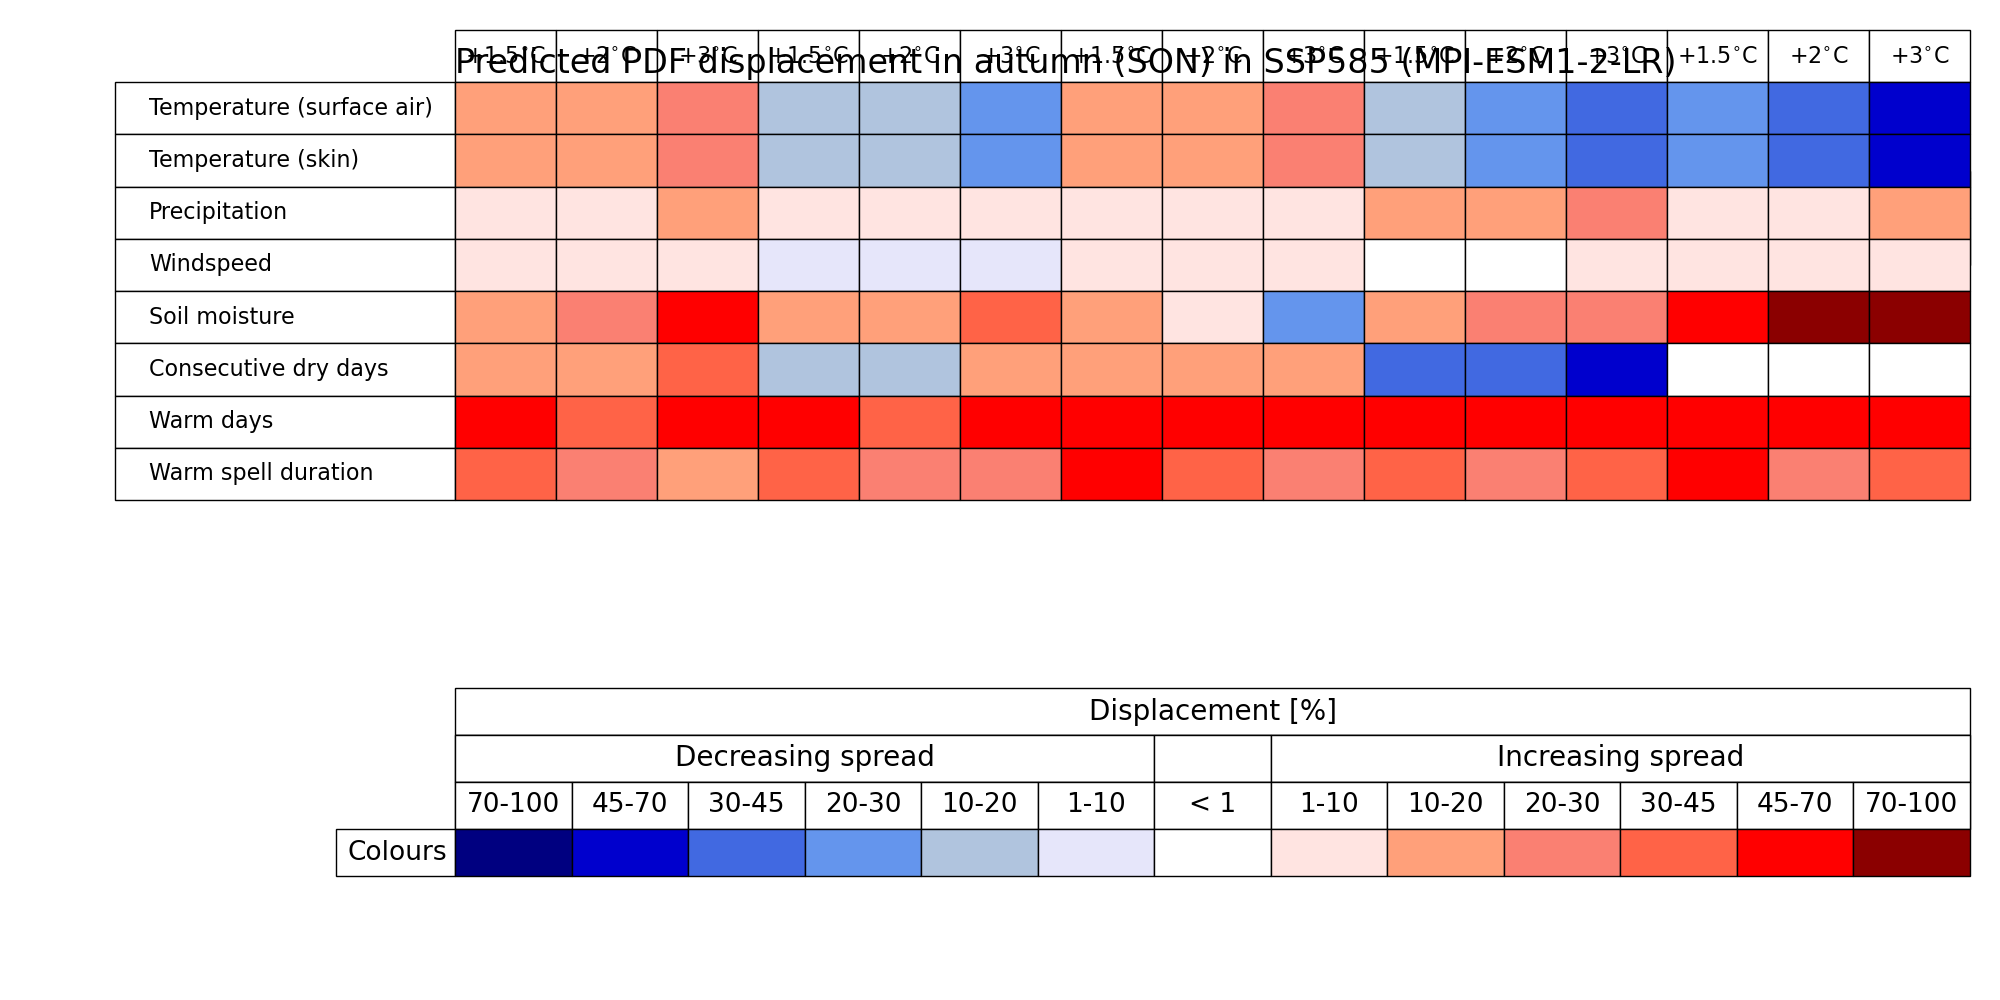 +1.5°C +2°C +3°C +1.5°C +2°C +3°C +1.5°C +2°C +3°C +1.5°C +2°C +3°C +1.5°C +2°C +3°C
Predicted PDF displacement in autumn (SON) in SSP585 (MPI-ESM1-2-LR)
Temperature (surface air)
Temperature (skin)
Precipitation
Windspeed
Soil moisture
Consecutive dry days
Warm days
Warm spell duration
Displacement [%]
Decreasing spread Increasing spread
70-100 45-70 30-45 20-30 10-20 1-10 < 1 1-10 10-20 20-30 30-45 45-70 70-100
Colours